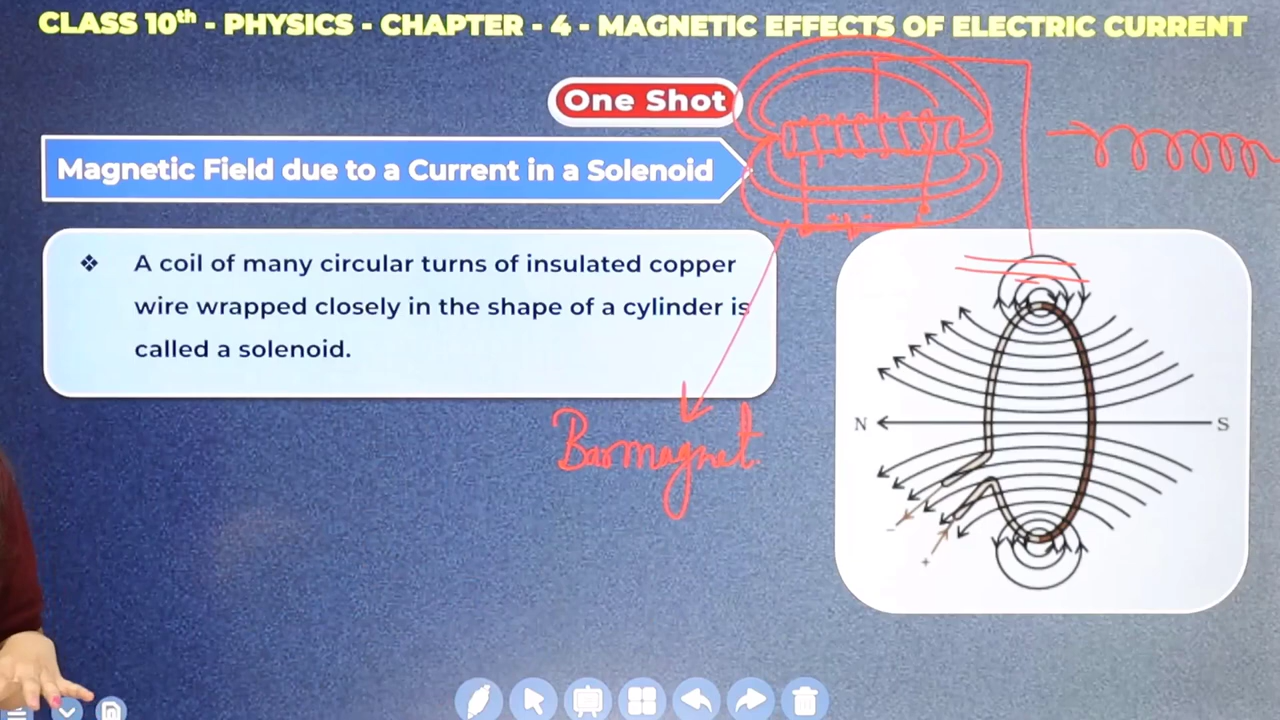 CLASS 10th - PHYSICS - CHAPTER - 4 - MAGNETIC EFFECTS OF ELECTRIC CURRENT
One Shot
Magnetic Field due to a Current in a Solenoid
❖ A coil of many circular turns of insulated copper
wire wrapped closely in the shape of a cylinder is
called a solenoid.
Bar magnet.
N S
-
+